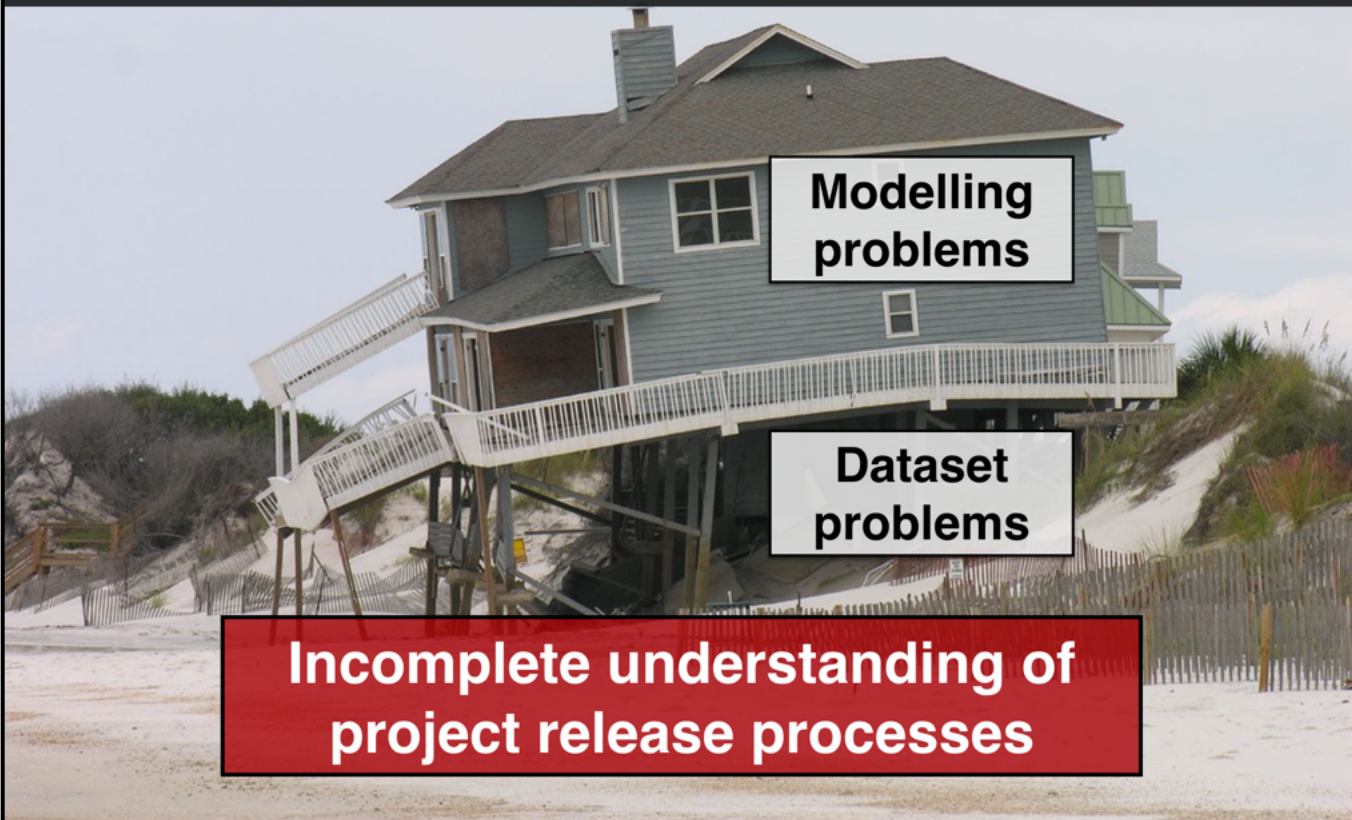 Modelling
problems
Dataset
problems
Incomplete understanding of
project release processes